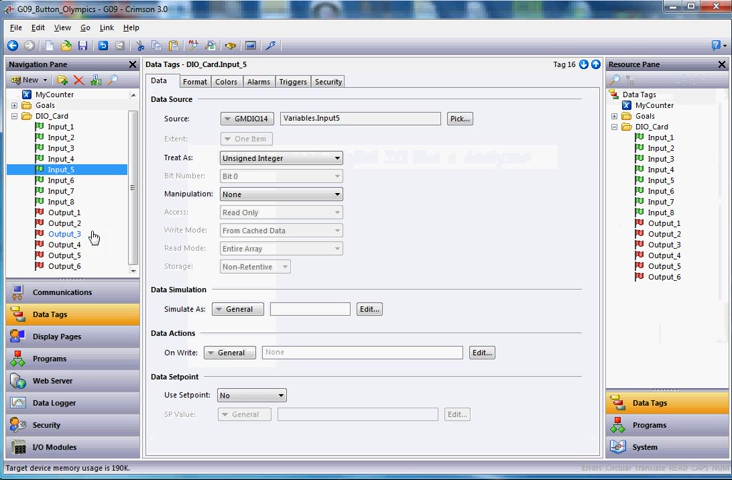 G09_Button_Olympics - G09 - Crimson 3.0
File Edit View Go Link Help
Navigation Pane
New
MyCounter
Goals
DIO_Card
Input_1
Input_2
Input_3
Input_4
Input_5
Input_6
Input_7
Input_8
Output_1
Output_2
Output_3
Output_4
Output_5
Output_6
Communications
Data Tags
Display Pages
Programs
Web Server
Data Logger
Security
I/O Modules
Data Tags - DIO_Card.Input_5
Tag 16
Data Format Colors Alarms Triggers Security
Data Source
Source: GMDIO14 Variables.Input5 Pick...
Extent: One Item
Treat As: Unsigned Integer
Bit Number: Bit 0
Manipulation: None
Access: Read Only
Write Mode: From Cached Data
Read Mode: Entire Array
Storage: Non-Retentive
Data Simulation
Simulate As: General Edit...
Data Actions
On Write: General None Edit...
Data Setpoint
Use Setpoint: No
SP Value: General Edit...
Resource Pane
Data Tags
MyCounter
Goals
DIO_Card
Input_1
Input_2
Input_3
Input_4
Input_5
Input_6
Input_7
Input_8
Output_1
Output_2
Output_3
Output_4
Output_5
Output_6
Data Tags
Programs
System
Target device memory usage is 190K.
Errors Circular Translate READ CAPS NUM